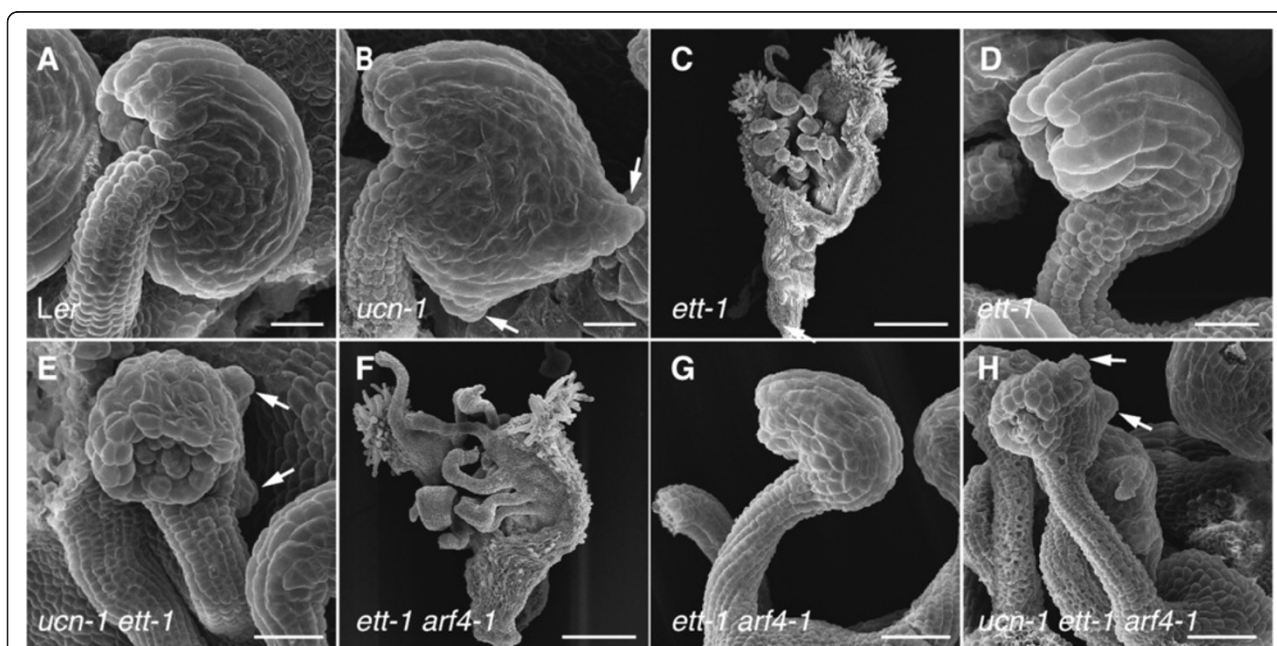 A
Ler
B
ucn-1
C
ett-1
D
ett-1
E
ucn-1 ett-1
F
ett-1 arf4-1
G
ett-1 arf4-1
H
ucn-1 ett-1 arf4-1